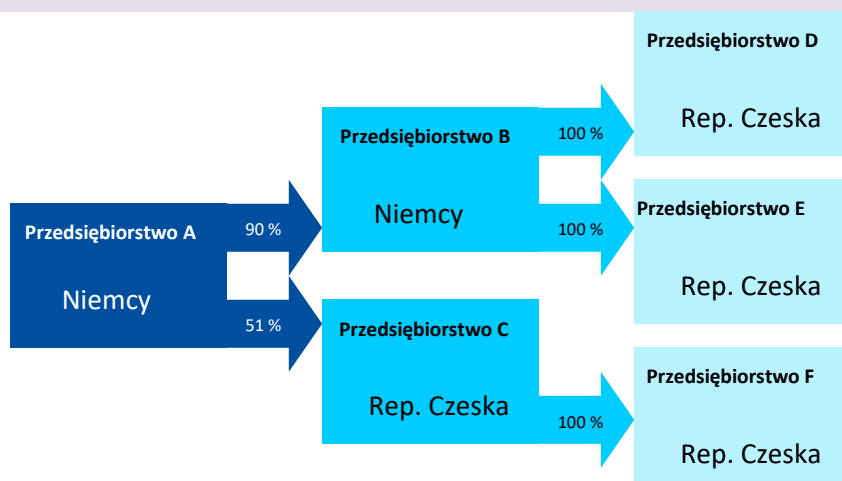 Przedsiębiorstwo A
Niemcy
90 %
51 %
Przedsiębiorstwo B
Niemcy
100 %
100 %
Przedsiębiorstwo C
Rep. Czeska
100 %
Przedsiębiorstwo D
Rep. Czeska
Przedsiębiorstwo E
Rep. Czeska
Przedsiębiorstwo F
Rep. Czeska